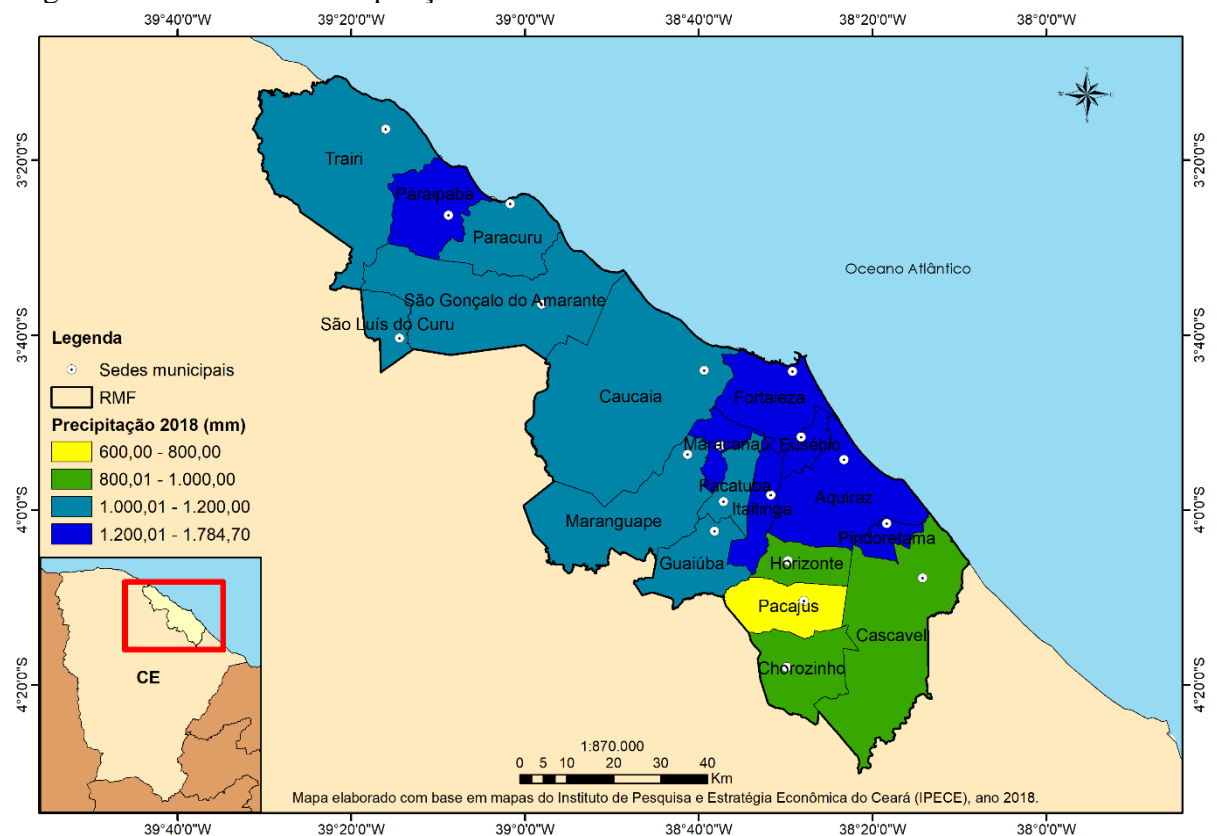 39°40'0"W 39°20'0"W 39°0'0"W 38°40'0"W 38°20'0"W 38°0'0"W
N
W E
S
3°20'0"S
3°20'0"S
Trairi
Paraipaba
Paracuru
Oceano Atlântico
São Gonçalo do Amarante
São Luís do Curu
3°40'0"S
3°40'0"S
Caucaia
Fortaleza
Maracanaú
Eusébio
Pacatuba
Itaitinga
Aquiraz
4°0'0"S
4°0'0"S
Maranguape
Pindoretama
Guaiúba
Horizonte
Pacajus
Cascavel
Chorozinho
4°20'0"S
4°20'0"S
Legenda
Sedes municipais
RMF
Precipitação 2018 (mm)
600,00 - 800,00
800,01 - 1.000,00
1.000,01 - 1.200,00
1.200,01 - 1.784,70
CE
1:870.000
0 5 10 20 30 40
Km
Mapa elaborado com base em mapas do Instituto de Pesquisa e Estratégia Econômica do Ceará (IPECE), ano 2018.
39°40'0"W 39°20'0"W 39°0'0"W 38°40'0"W 38°20'0"W 38°0'0"W